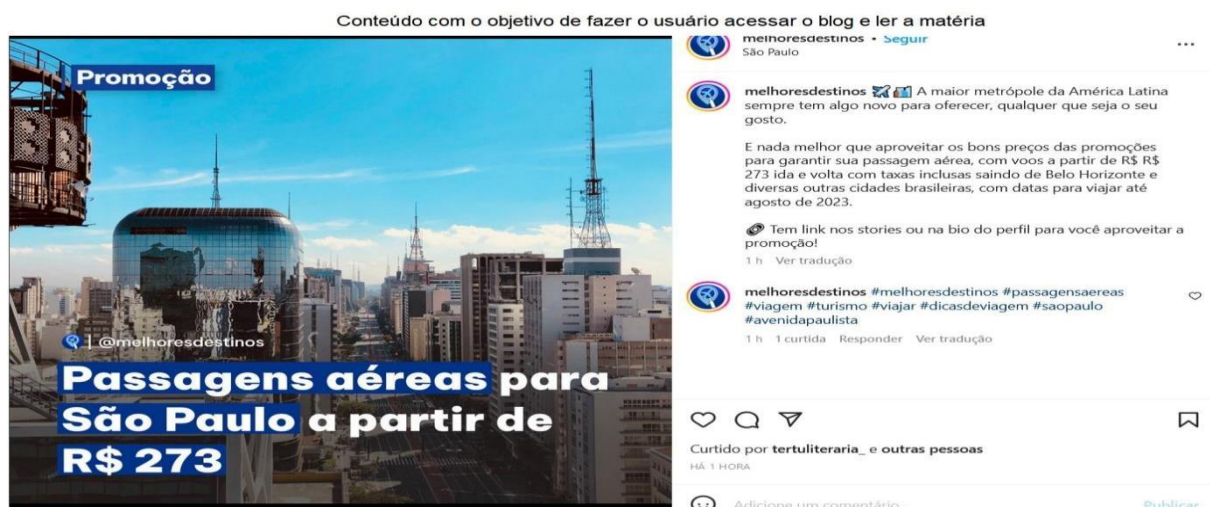 Conteúdo com o objetivo de fazer o usuário acessar o blog e ler a matéria
Promoção
@melhoresdestinos
Passagens aéreas para
São Paulo a partir de
R$ 273
melhoresdestinos • Seguir
São Paulo
melhoresdestinos A maior metrópole da América Latina
sempre tem algo novo para oferecer, qualquer que seja o seu
gosto.
E nada melhor que aproveitar os bons preços das promoções
para garantir sua passagem aérea, com voos a partir de R$ R$
273 ida e volta com taxas inclusas saindo de Belo Horizonte e
diversas outras cidades brasileiras, com datas para viajar até
agosto de 2023.
Tem link nos stories ou na bio do perfil para você aproveitar a
promoção!
1 h Ver tradução
melhoresdestinos #melhoresdestinos #passagensaereas
#viagem #turismo #viajar #dicasdeviagem #saopaulo
#avenidapaulista
1 h 1 curtida Responder Ver tradução
Curtido por tertuliteraria_ e outras pessoas
HÁ 1 HORA
Adicione um comentário
Publicar